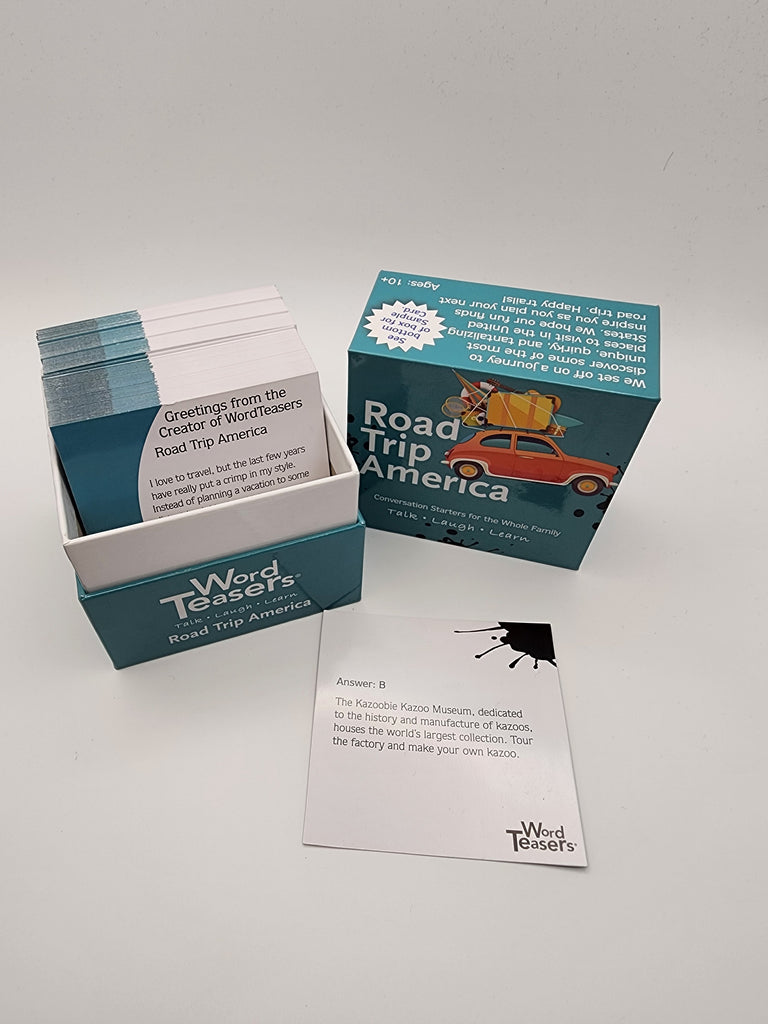 Greetings from the
Creator of WordTeasers
Road Trip America
I love to travel, but the last few years
have really put a crimp in my style.
Instead of planning a vacation to some
Word
Teasers®
Talk • Laugh • Learn
Road Trip America
We set off on a journey to
discover some of the most
unique, quirky, and tantalizing
places to visit in the United
States. We hope our fun finds
inspire you as you plan your next
road trip. Happy trails!
Ages: 10+
See
bottom
of box for
Sample
Card.
Road
Trip
America
Conversation Starters for the Whole Family
Talk • Laugh • Learn
Answer: B
The Kazoobie Kazoo Museum, dedicated
to the history and manufacture of kazoos,
houses the world's largest collection. Tour
the factory and make your own kazoo.
Word
Teasers®